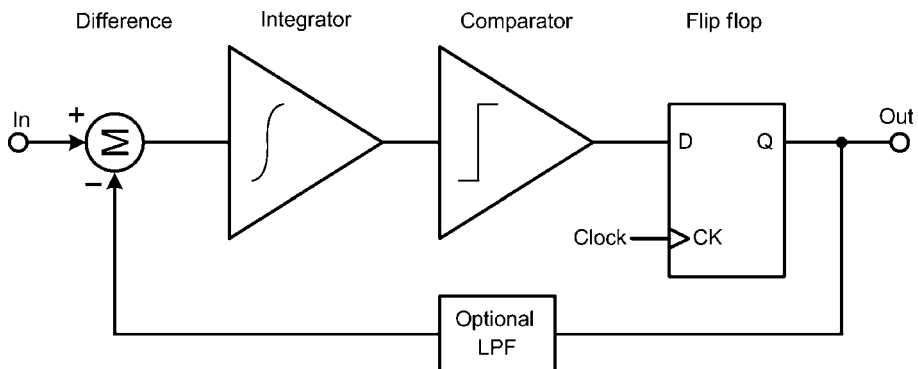 Difference
Integrator
Comparator
Flip flop
In
+
Σ
−
D
Q
Out
Clock
CK
Optional
LPF